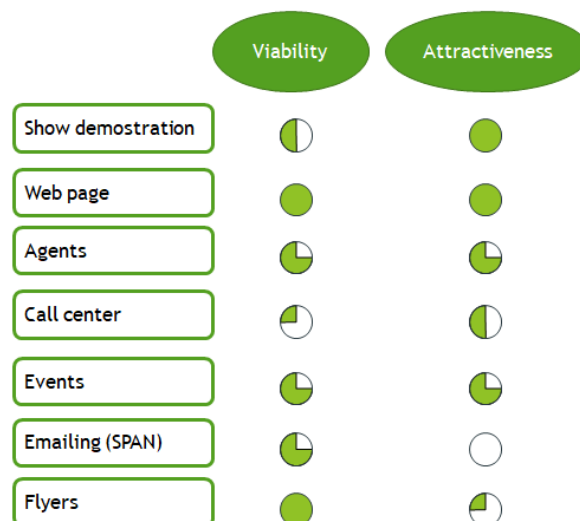 Viability Attractiveness
Show demostration
Web page
Agents
Call center
Events
Emailing (SPAN)
Flyers